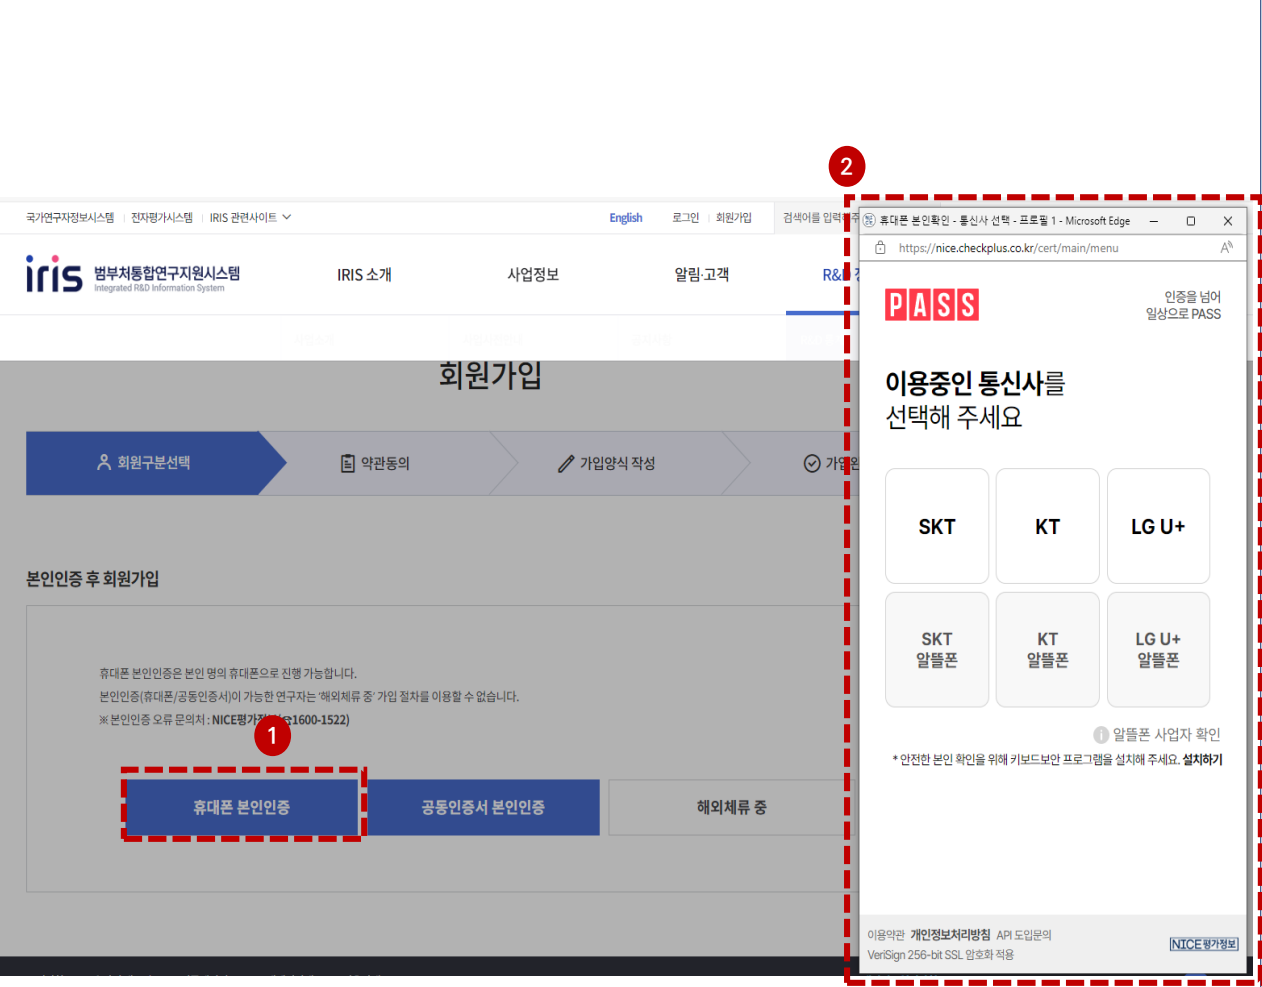 2
국가연구자정보시스템 전자평가시스템 IRIS 관련사이트
English 로그인 회원가입 검색어를 입력해주
iris 범부처통합연구지원시스템
Integrated R&D Information System
IRIS 소개 사업정보 알림·고객 R&D
회원가입
회원구분선택 약관동의 가입양식 작성
본인인증 후 회원가입
휴대폰 본인인증은 본인 명의 휴대폰으로 진행 가능합니다.
본인인증(휴대폰/공동인증서)이 가능한 연구자는 '해외체류 중' 가입 절차를 이용할 수 없습니다.
※ 본인인증 오류 문의처 : NICE평가정 1600-1522)
1
휴대폰 본인인증 공동인증서 본인인증 해외체류 중
휴대폰 본인확인 - 통신사 선택 - 프로필 1 - Microsoft Edge
https://nice.checkplus.co.kr/cert/main/menu
PASS
인증을 넘어
일상으로 PASS
이용중인 통신사를
선택해 주세요
SKT KT LG U+
SKT
알뜰폰
KT
알뜰폰
LG U+
알뜰폰
알뜰폰 사업자 확인
* 안전한 본인 확인을 위해 키보드보안 프로그램을 설치해 주세요. 설치하기
이용약관 개인정보처리방침 API 도입문의
VeriSign 256-bit SSL 암호화 적용
NICE평가정보